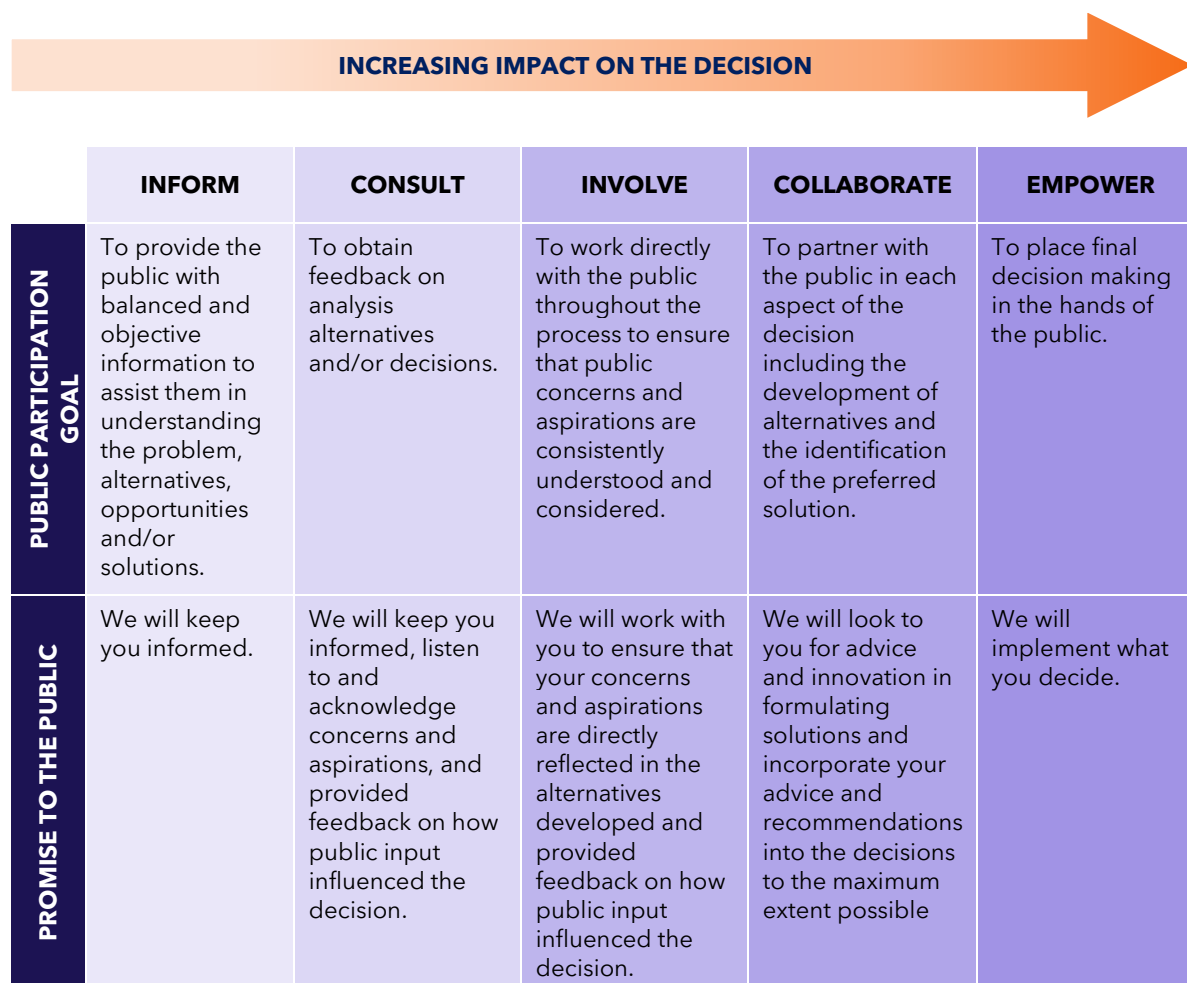 INCREASING IMPACT ON THE DECISION
INFORM
CONSULT
INVOLVE
COLLABORATE
EMPOWER
PUBLIC PARTICIPATION
GOAL
To provide the
public with
balanced and
objective
information to
assist them in
understanding
the problem,
alternatives,
opportunities
and/or
solutions.
To obtain
feedback on
analysis
alternatives
and/or decisions.
To work directly
with the public
throughout the
process to ensure
that public
concerns and
aspirations are
consistently
understood and
considered.
To partner with
the public in each
aspect of the
decision
including the
development of
alternatives and
the identification
of the preferred
solution.
To place final
decision making
in the hands of
the public.
PROMISE TO THE PUBLIC
We will keep
you informed.
We will keep you
informed, listen
to and
acknowledge
concerns and
aspirations, and
provided
feedback on how
public input
influenced the
decision.
We will work with
you to ensure that
your concerns
and aspirations
are directly
reflected in the
alternatives
developed and
provided
feedback on how
public input
influenced the
decision.
We will look to
you for advice
and innovation in
formulating
solutions and
incorporate your
advice and
recommendations
into the decisions
to the maximum
extent possible
We will
implement what
you decide.